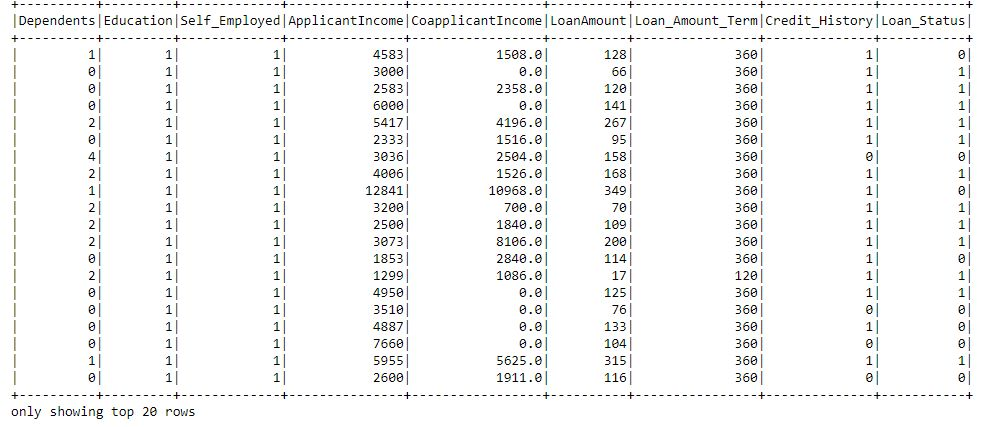 +----------+---------+-------------+---------------+-----------------+----------+----------------+--------------+-----------+
|Dependents|Education|Self_Employed|ApplicantIncome|CoapplicantIncome|LoanAmount|Loan_Amount_Term|Credit_History|Loan_Status|
+----------+---------+-------------+---------------+-----------------+----------+----------------+--------------+-----------+
|         1|        1|            1|           4583|           1508.0|       128|             360|             1|          0|
|         0|        1|            1|           3000|              0.0|        66|             360|             1|          1|
|         0|        1|            1|           2583|           2358.0|       120|             360|             1|          1|
|         0|        1|            1|           6000|              0.0|       141|             360|             1|          1|
|         2|        1|            1|           5417|           4196.0|       267|             360|             1|          1|
|         0|        1|            1|           2333|           1516.0|        95|             360|             1|          1|
|         4|        1|            1|           3036|           2504.0|       158|             360|             0|          0|
|         2|        1|            1|           4006|           1526.0|       168|             360|             1|          1|
|         1|        1|            1|          12841|          10968.0|       349|             360|             1|          0|
|         2|        1|            1|           3200|            700.0|        70|             360|             1|          1|
|         2|        1|            1|           2500|           1840.0|       109|             360|             1|          1|
|         2|        1|            1|           3073|           8106.0|       200|             360|             1|          1|
|         0|        1|            1|           1853|           2840.0|       114|             360|             1|          0|
|         2|        1|            1|           1299|           1086.0|        17|             120|             1|          1|
|         0|        1|            1|           4950|              0.0|       125|             360|             1|          1|
|         0|        1|            1|           3510|              0.0|        76|             360|             0|          0|
|         0|        1|            1|           4887|              0.0|       133|             360|             1|          0|
|         0|        1|            1|           7660|              0.0|       104|             360|             0|          0|
|         1|        1|            1|           5955|           5625.0|       315|             360|             1|          1|
|         0|        1|            1|           2600|           1911.0|       116|             360|             0|          0|
+----------+---------+-------------+---------------+-----------------+----------+----------------+--------------+-----------+
only showing top 20 rows